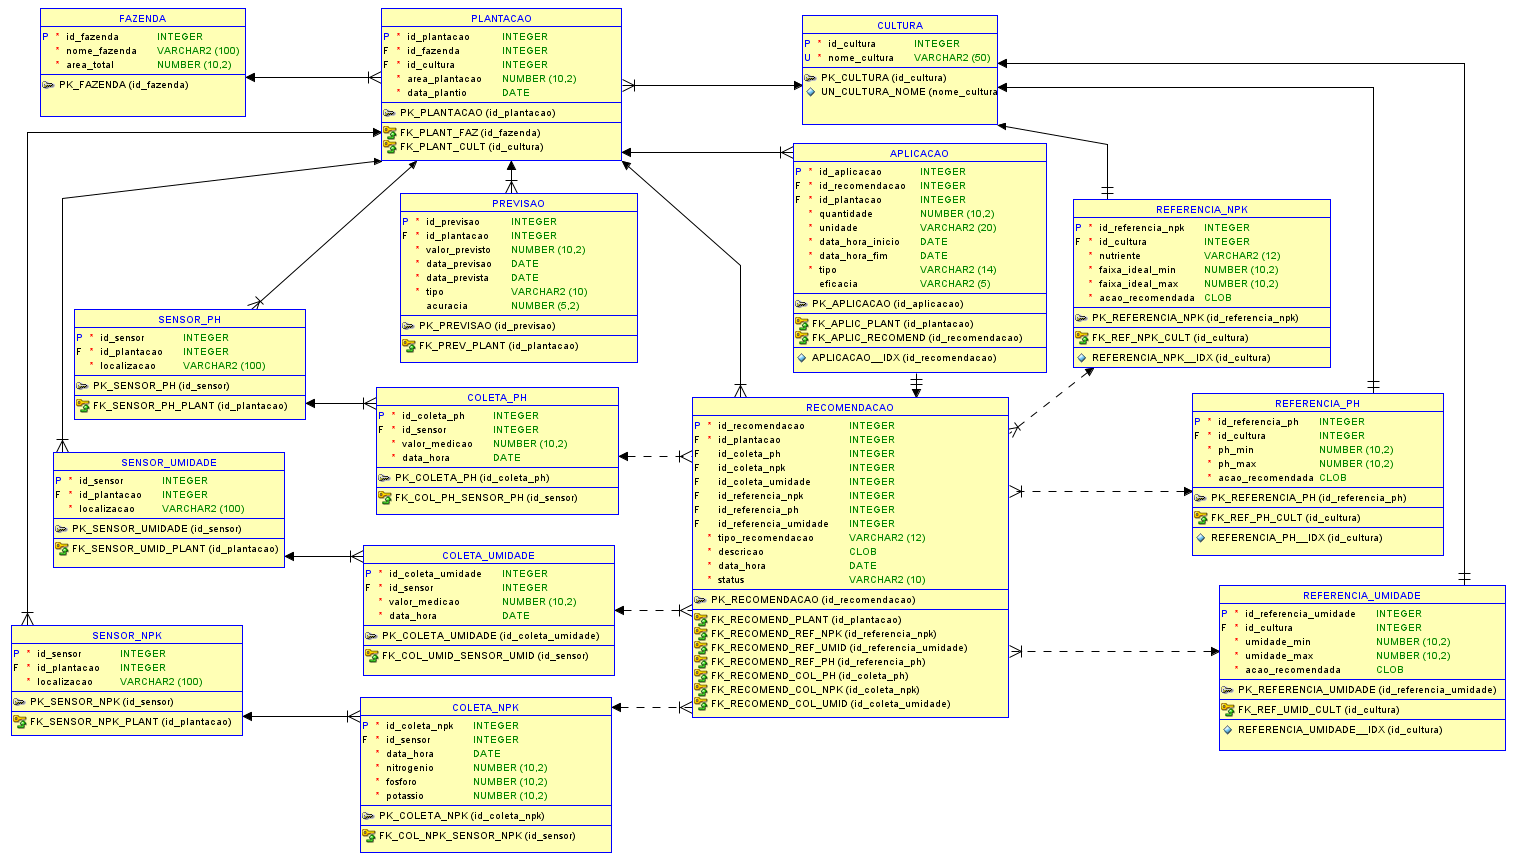 FAZENDA
P * id_fazenda INTEGER
* nome_fazenda VARCHAR2 (100)
* area_total NUMBER (10,2)
PK_FAZENDA (id_fazenda)
PLANTACAO
P * id_plantacao INTEGER
F * id_fazenda INTEGER
F * id_cultura INTEGER
* area_plantacao NUMBER (10,2)
* data_plantio DATE
PK_PLANTACAO (id_plantacao)
FK_PLANT_FAZ (id_fazenda)
FK_PLANT_CULT (id_cultura)
CULTURA
P * id_cultura INTEGER
U * nome_cultura VARCHAR2 (50)
PK_CULTURA (id_cultura)
UN_CULTURA_NOME (nome_cultura
APLICACAO
P * id_aplicacao INTEGER
F * id_recomendacao INTEGER
F * id_plantacao INTEGER
* quantidade NUMBER (10,2)
* unidade VARCHAR2 (20)
* data_hora_inicio DATE
* data_hora_fim DATE
* tipo VARCHAR2 (14)
eficacia VARCHAR2 (5)
PK_APLICACAO (id_aplicacao)
FK_APLIC_PLANT (id_plantacao)
FK_APLIC_RECOMEND (id_recomendacao)
APLICACAO__IDX (id_recomendacao)
PREVISAO
P * id_previsao INTEGER
F * id_plantacao INTEGER
* valor_previsto NUMBER (10,2)
* data_previsao DATE
* data_prevista DATE
* tipo VARCHAR2 (10)
acuracia NUMBER (5,2)
PK_PREVISAO (id_previsao)
FK_PREV_PLANT (id_plantacao)
REFERENCIA_NPK
P * id_referencia_npk INTEGER
F * id_cultura INTEGER
* nutriente VARCHAR2 (12)
* faixa_ideal_min NUMBER (10,2)
* faixa_ideal_max NUMBER (10,2)
* acao_recomendada CLOB
PK_REFERENCIA_NPK (id_referencia_npk)
FK_REF_NPK_CULT (id_cultura)
REFERENCIA_NPK__IDX (id_cultura)
SENSOR_PH
P * id_sensor INTEGER
F * id_plantacao INTEGER
* localizacao VARCHAR2 (100)
PK_SENSOR_PH (id_sensor)
FK_SENSOR_PH_PLANT (id_plantacao)
COLETA_PH
P * id_coleta_ph INTEGER
F * id_sensor INTEGER
* valor_medicao NUMBER (10,2)
* data_hora DATE
PK_COLETA_PH (id_coleta_ph)
FK_COL_PH_SENSOR_PH (id_sensor)
RECOMENDACAO
P * id_recomendacao INTEGER
F * id_plantacao INTEGER
F id_coleta_ph INTEGER
F id_coleta_npk INTEGER
F id_coleta_umidade INTEGER
F id_referencia_npk INTEGER
F id_referencia_ph INTEGER
F id_referencia_umidade INTEGER
* tipo_recomendacao VARCHAR2 (12)
* descricao CLOB
* data_hora DATE
* status VARCHAR2 (10)
PK_RECOMENDACAO (id_recomendacao)
FK_RECOMEND_PLANT (id_plantacao)
FK_RECOMEND_REF_NPK (id_referencia_npk)
FK_RECOMEND_REF_UMID (id_referencia_umidade)
FK_RECOMEND_REF_PH (id_referencia_ph)
FK_RECOMEND_COL_PH (id_coleta_ph)
FK_RECOMEND_COL_NPK (id_coleta_npk)
FK_RECOMEND_COL_UMID (id_coleta_umidade)
REFERENCIA_PH
P * id_referencia_ph INTEGER
F * id_cultura INTEGER
* ph_min NUMBER (10,2)
* ph_max NUMBER (10,2)
* acao_recomendada CLOB
PK_REFERENCIA_PH (id_referencia_ph)
FK_REF_PH_CULT (id_cultura)
REFERENCIA_PH__IDX (id_cultura)
SENSOR_UMIDADE
P * id_sensor INTEGER
F * id_plantacao INTEGER
* localizacao VARCHAR2 (100)
PK_SENSOR_UMIDADE (id_sensor)
FK_SENSOR_UMID_PLANT (id_plantacao)
COLETA_UMIDADE
P * id_coleta_umidade INTEGER
F * id_sensor INTEGER
* valor_medicao NUMBER (10,2)
* data_hora DATE
PK_COLETA_UMIDADE (id_coleta_umidade)
FK_COL_UMID_SENSOR_UMID (id_sensor)
REFERENCIA_UMIDADE
P * id_referencia_umidade INTEGER
F * id_cultura INTEGER
* umidade_min NUMBER (10,2)
* umidade_max NUMBER (10,2)
* acao_recomendada CLOB
PK_REFERENCIA_UMIDADE (id_referencia_umidade)
FK_REF_UMID_CULT (id_cultura)
REFERENCIA_UMIDADE__IDX (id_cultura)
SENSOR_NPK
P * id_sensor INTEGER
F * id_plantacao INTEGER
* localizacao VARCHAR2 (100)
PK_SENSOR_NPK (id_sensor)
FK_SENSOR_NPK_PLANT (id_plantacao)
COLETA_NPK
P * id_coleta_npk INTEGER
F * id_sensor INTEGER
* data_hora DATE
* nitrogenio NUMBER (10,2)
* fosforo NUMBER (10,2)
* potassio NUMBER (10,2)
PK_COLETA_NPK (id_coleta_npk)
FK_COL_NPK_SENSOR_NPK (id_sensor)